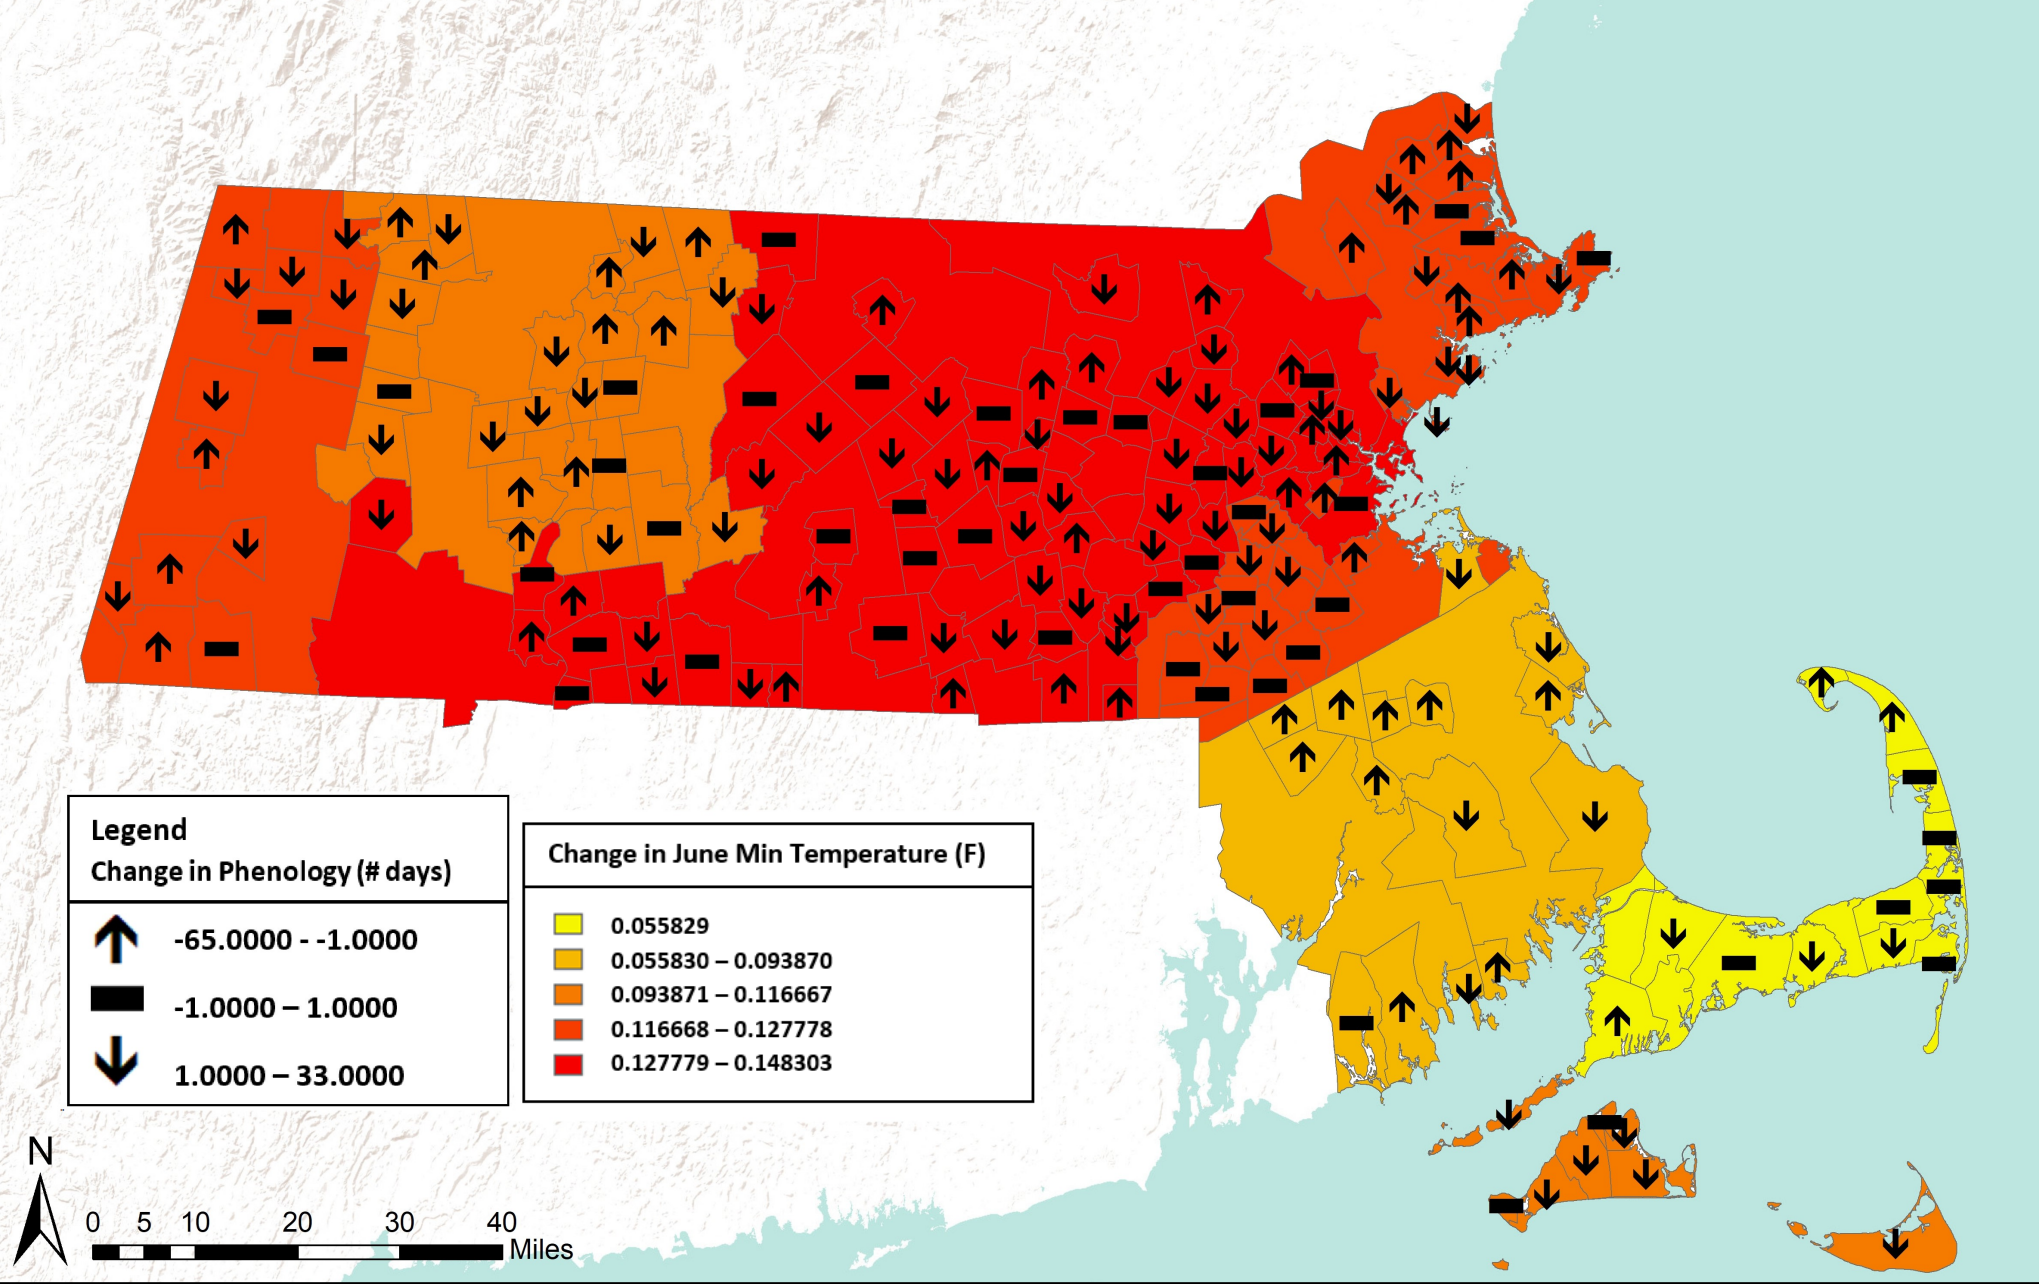 Legend
Change in Phenology (# days)
-65.0000 - -1.0000
-1.0000 – 1.0000
1.0000 – 33.0000
Change in June Min Temperature (F)
0.055829
0.055830 – 0.093870
0.093871 – 0.116667
0.116668 – 0.127778
0.127779 – 0.148303
N
0 5 10 20 30 40
Miles